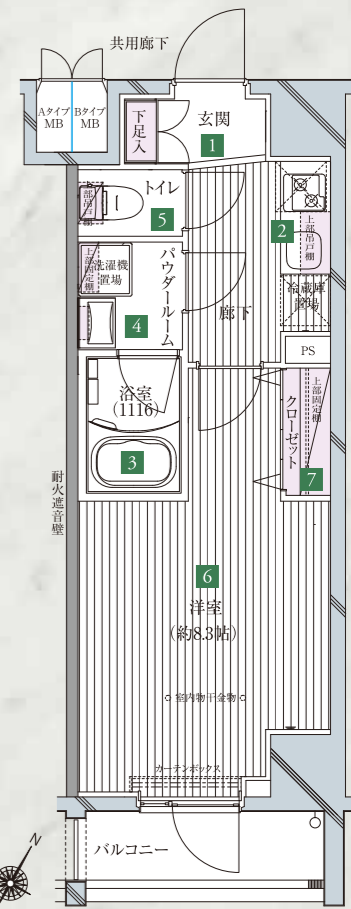 共用廊下
Aタイプ
MB
Bタイプ
MB
下足入
玄関
1
トイレ
5
2
上部吊戸棚
上部吊戸棚
上部固定棚
洗濯機
置場
パウダールーム
4
廊下
冷蔵庫
置場
PS
浴室
(1116)
3
クローゼット
上部固定棚
7
耐火遮音壁
6
洋室
(約8.3帖)
室内物干金物
カーテンボックス
バルコニー
N